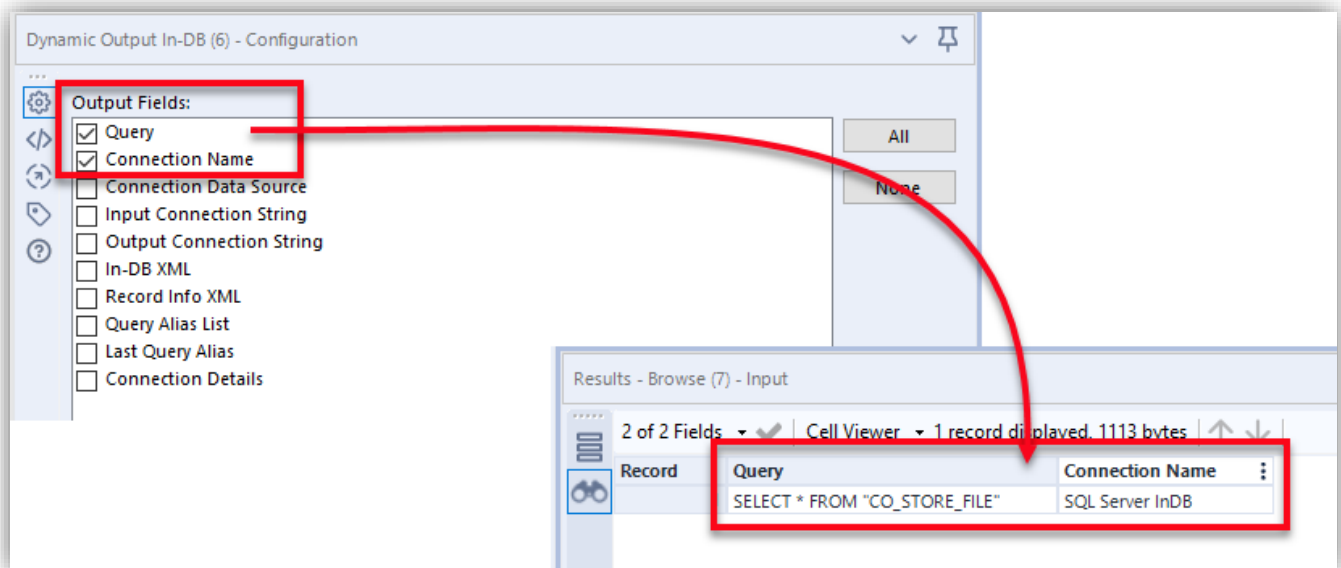 Dynamic Output In-DB (6) - Configuration
Output Fields:
Query
Connection Name
Connection Data Source
Input Connection String
Output Connection String
In-DB XML
Record Info XML
Query Alias List
Last Query Alias
Connection Details
All
None
Results - Browse (7) - Input
2 of 2 Fields Cell Viewer 1 record displayed, 1113 bytes
Record Query Connection Name
SELECT * FROM "CO_STORE_FILE" SQL Server InDB